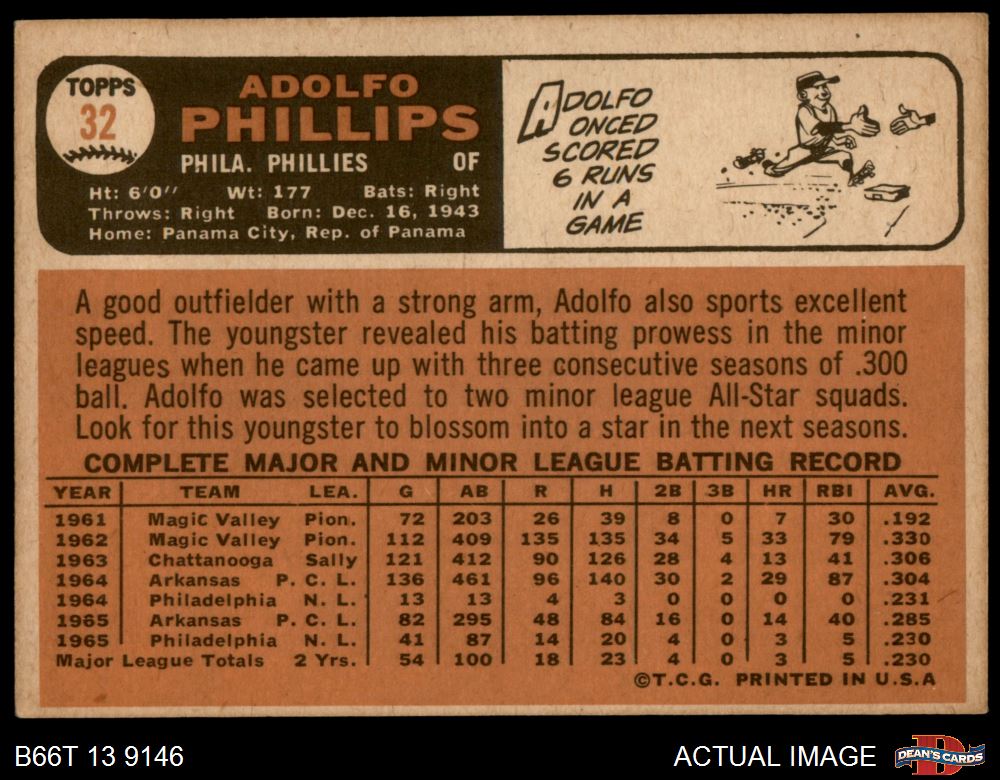 TOPPS
32
ADOLFO
PHILLIPS
PHILA. PHILLIES OF
Ht: 6'0" Wt: 177 Bats: Right
Throws: Right Born: Dec. 16, 1943
Home: Panama City, Rep. of Panama
ADOLFO
ONCED
SCORED
6 RUNS
IN A
GAME
A good outfielder with a strong arm, Adolfo also sports excellent
speed. The youngster revealed his batting prowess in the minor
leagues when he came up with three consecutive seasons of .300
ball. Adolfo was selected to two minor league All-Star squads.
Look for this youngster to blossom into a star in the next seasons.
COMPLETE MAJOR AND MINOR LEAGUE BATTING RECORD
YEAR TEAM LEA. G AB R H 2B 3B HR RBI AVG.
1961 Magic Valley Pion. 72 203 26 39 8 0 7 30 .192
1962 Magic Valley Pion. 112 409 135 135 34 5 33 79 .330
1963 Chattanooga Sally 121 412 90 126 28 4 13 41 .306
1964 Arkansas P. C. L. 136 461 96 140 30 2 29 87 .304
1964 Philadelphia N. L. 13 13 4 3 0 0 0 0 .231
1965 Arkansas P. C. L. 82 295 48 84 16 0 14 40 .285
1965 Philadelphia N. L. 41 87 14 20 4 0 3 5 .230
Major League Totals 2 Yrs. 54 100 18 23 4 0 3 5 .230
©T.C.G. PRINTED IN U.S.A
B66T 13 9146 ACTUAL IMAGE DEAN'S CARDS